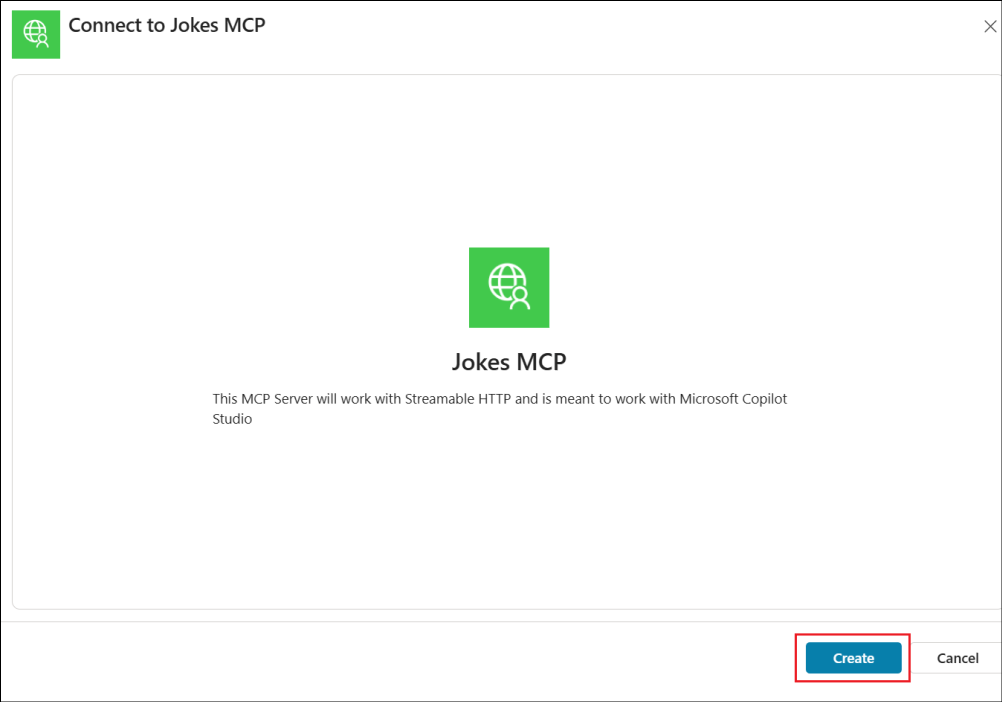 Connect to Jokes MCP
Jokes MCP
This MCP Server will work with Streamable HTTP and is meant to work with Microsoft Copilot
Studio
Create
Cancel